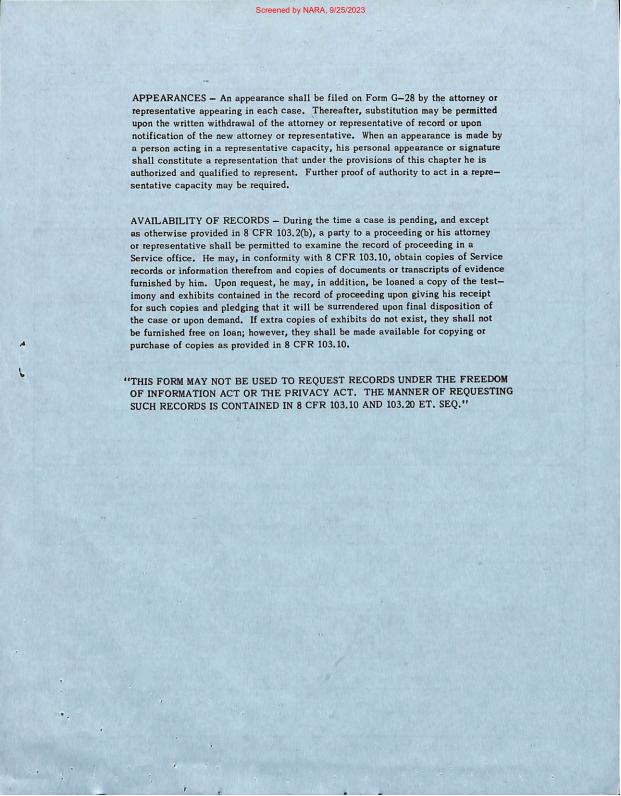 Screened by NARA, 9/25/2023
APPEARANCES — An appearance shall be filed on Form G—28 by the attorney or
representative appearing in each case. Thereafter, substitution may be permitted
upon the written withdrawal of the attorney or representative of record or upon
notification of the new attorney or representative. When an appearance is made by
a person acting in a representative capacity, his personal appearance or signature
shall constitute a representation that under the provisions of this chapter he is
authorized and qualified to represent. Further proof of authority to act in a repre—
sentative capacity may be required.
AVAILABILITY OF RECORDS — During the time a case is pending, and except
as otherwise provided in 8 CFR 103.2(b), a party to a proceeding or his attorney
or representative shall be permitted to examine the record of proceeding in a
Service office. He may, in conformity with 8 CFR 103.10, obtain copies of Service
records or information therefrom and copies of documents or transcripts of evidence
furnished by him. Upon request, he may, in addition, be loaned a copy of the test—
imony and exhibits contained in the record of proceeding upon giving his receipt
for such copies and pledging that it will be surrendered upon final disposition of
the case or upon demand. If extra copies of exhibits do not exist, they shall not
be furnished free on loan; however, they shall be made available for copying or
purchase of copies as provided in 8 CFR 103.10.
"THIS FORM MAY NOT BE USED TO REQUEST RECORDS UNDER THE FREEDOM
OF INFORMATION ACT OR THE PRIVACY ACT. THE MANNER OF REQUESTING
SUCH RECORDS IS CONTAINED IN 8 CFR 103.10 AND 103.20 ET. SEQ."